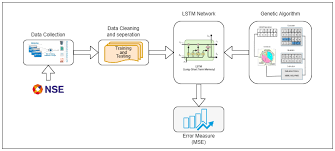 Data Collection
Data Cleaning
and seperation
LSTM Network
Genetic Algorithm
Training
and
Testing
LSTM
(Long Short-Term Memory)
NSE
Error Measure
(MSE)